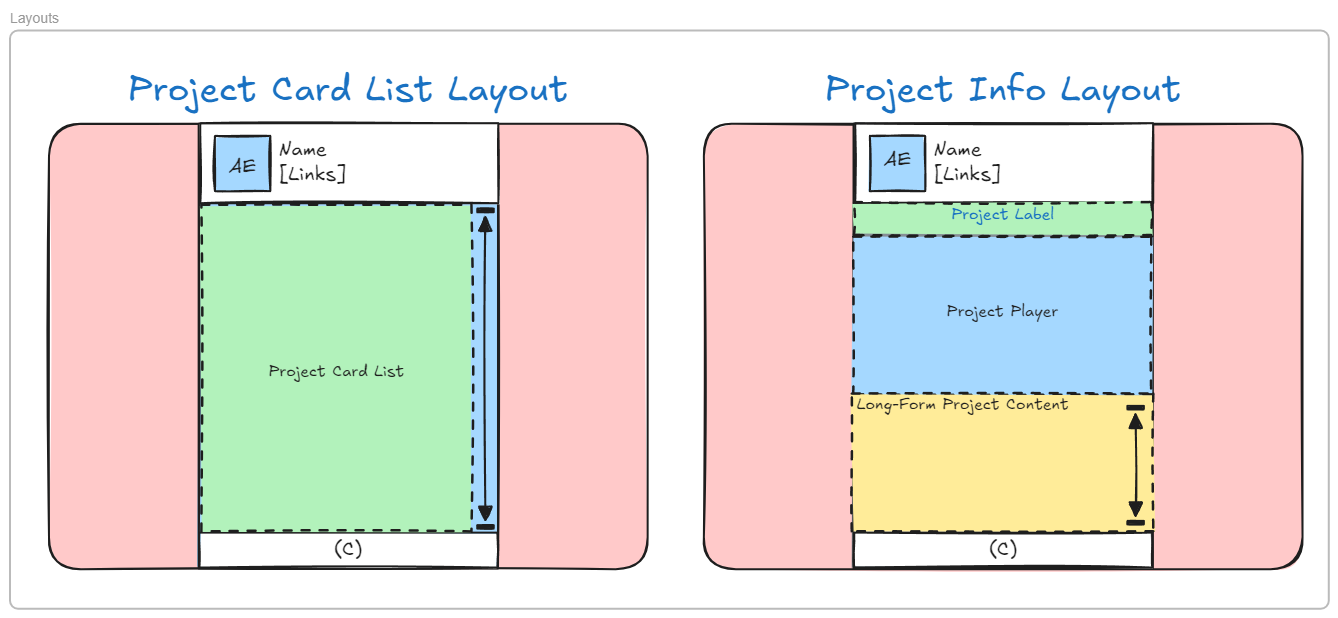 Layouts
Project Card List Layout
AE
Name
[Links]
Project Card List
(C)
Project Info Layout
AE
Name
[Links]
Project Label
Project Player
Long-Form Project Content
(C)